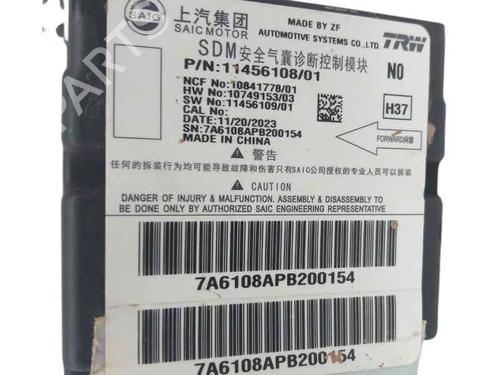 SAIC
上汽集团
SAIC MOTOR
MADE BY ZF
AUTOMOTIVE SYSTEMS CO., LTD.
TRW
SDM安全气囊诊断控制模块
P/N: 11456108/01
N0
NCF No: 10841778/01
HW No: 10749153/03
SW No: 11456109/01
CAL No:
DATE: 11/20/2023
SN: 7A6108APB200154
MADE IN CHINA
H37
FORWARD向前
警告
任何的拆装行为均可能导致故障和伤害只有SAIC公司授权的专业人员可以拆装
CAUTION
DANGER OF INJURY & MALFUNCTION. DISASSEMBLY TO
BE DONE ONLY BY AUTHORIZED SAIC ENGINEERING REPRESENTATIVE.
7A6108APB200154
7A6108APB200154